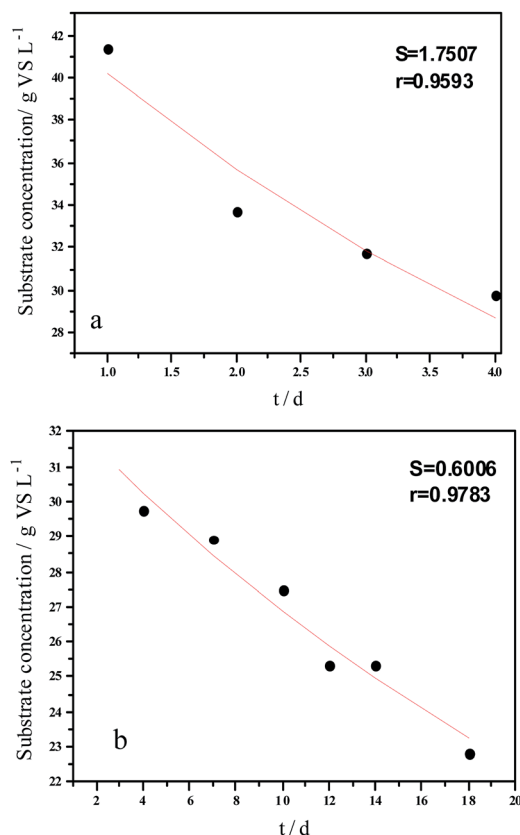 42
40
38
36
34
32
30
28
Substrate concentration/ g VS L⁻¹
S=1.7507
r=0.9593
a
1.0 1.5 2.0 2.5 3.0 3.5 4.0
t / d
32
31
30
29
28
27
26
25
24
23
22
Substrate concentration / g VS L⁻¹
S=0.6006
r=0.9783
b
2 4 6 8 10 12 14 16 18 20
t / d